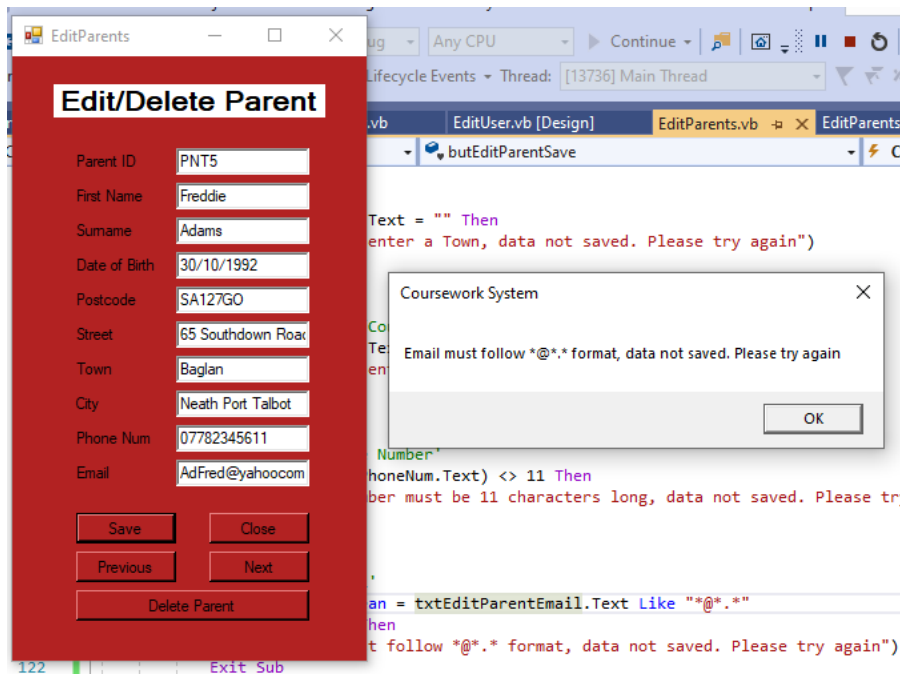 EditParents
Edit/Delete Parent
Parent ID PNT5
First Name Freddie
Surname Adams
Date of Birth 30/10/1992
Postcode SA127GO
Street 65 Southdown Road
Town Baglan
City Neath Port Talbot
Phone Num 07782345611
Email AdFred@yahoocom
Save Close
Previous Next
Delete Parent
Any CPU Continue
Lifecycle Events Thread: [13736] Main Thread
.vb EditUser.vb [Design] EditParents.vb EditParents
butEditParentSave
Text = "" Then
enter a Town, data not saved. Please try again")
Coursework System
Email must follow *@*.* format, data not saved. Please try again
OK
Number'
honeNum.Text) <> 11 Then
ber must be 11 characters long, data not saved. Please
an = txtEditParentEmail.Text Like "*@*.*"
hen
t follow *@*.* format, data not saved. Please try again")
122 Exit Sub